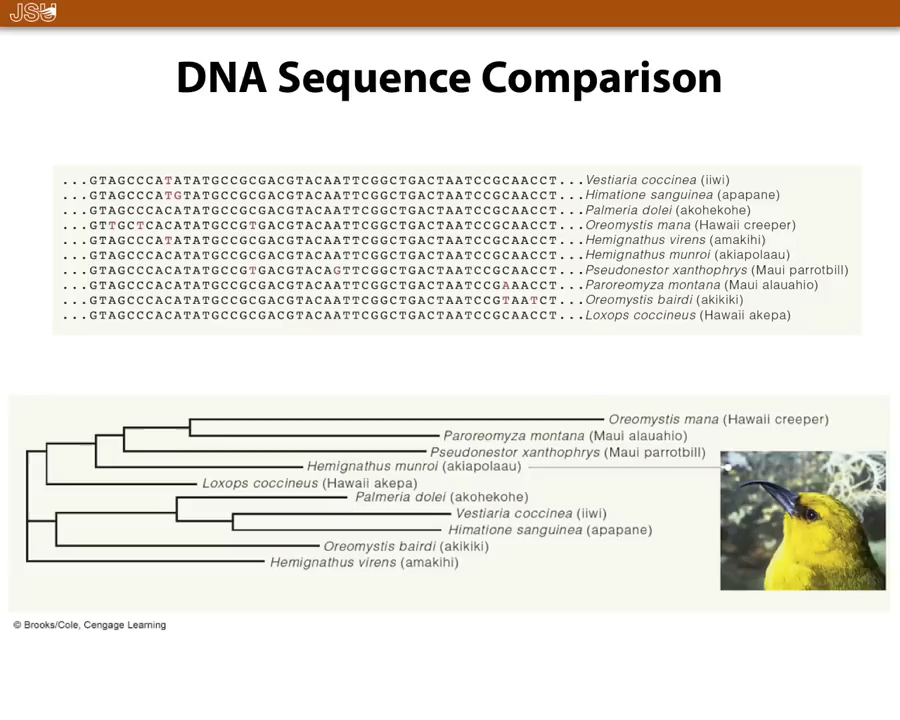 JSU
DNA Sequence Comparison
...GTAGCCCATATATGCCGCGACGTACAATTCGGCTGACTAATCCGCAACCT...Vestiaria coccinea (iiwi)
...GTAGCCCATGTATGCCGCGACGTACAATTCGGCTGACTAATCCGCAACCT...Himatione sanguinea (apapane)
...GTAGCCCACATATGCCGCGACGTACAATTCGGCTGACTAATCCGCAACCT...Palmeria dolei (akohekohe)
...GTTGCTCACATATGCCGTGACGTACAATTCGGCTGACTAATCCGCAACCT...Oreomystis mana (Hawaii creeper)
...GTAGCCCATATATGCCGCGACGTACAATTCGGCTGACTAATCCGCAACCT...Hemignathus virens (amakihi)
...GTAGCCCACATATGCCGCGACGTACAATTCGGCTGACTAATCCGCAACCT...Hemignathus munroi (akiapolaau)
...GTAGCCCACATATGCCGTGACGTACAGTTCGGCTGACTAATCCGCAACCT...Pseudonestor xanthophrys (Maui parrotbill)
...GTAGCCCACATATGCCGCGACGTACAATTCGGCTGACTAATCCGAAACCT...Paroreomyza montana (Maui alauahio)
...GTAGCCCACATATGCCGCGACGTACAATTCGGCTGACTAATCCGTAATCT...Oreomystis bairdi (akikiki)
...GTAGCCCACATATGCCGCGACGTACAATTCGGCTGACTAATCCGCAACCT...Loxops coccineus (Hawaii akepa)
Oreomystis mana (Hawaii creeper)
Paroreomyza montana (Maui alauahio)
Pseudonestor xanthophrys (Maui parrotbill)
Hemignathus munroi (akiapolaau)
Loxops coccineus (Hawaii akepa)
Palmeria dolei (akohekohe)
Vestiaria coccinea (iiwi)
Himatione sanguinea (apapane)
Oreomystis bairdi (akikiki)
Hemignathus virens (amakihi)
© Brooks/Cole, Cengage Learning